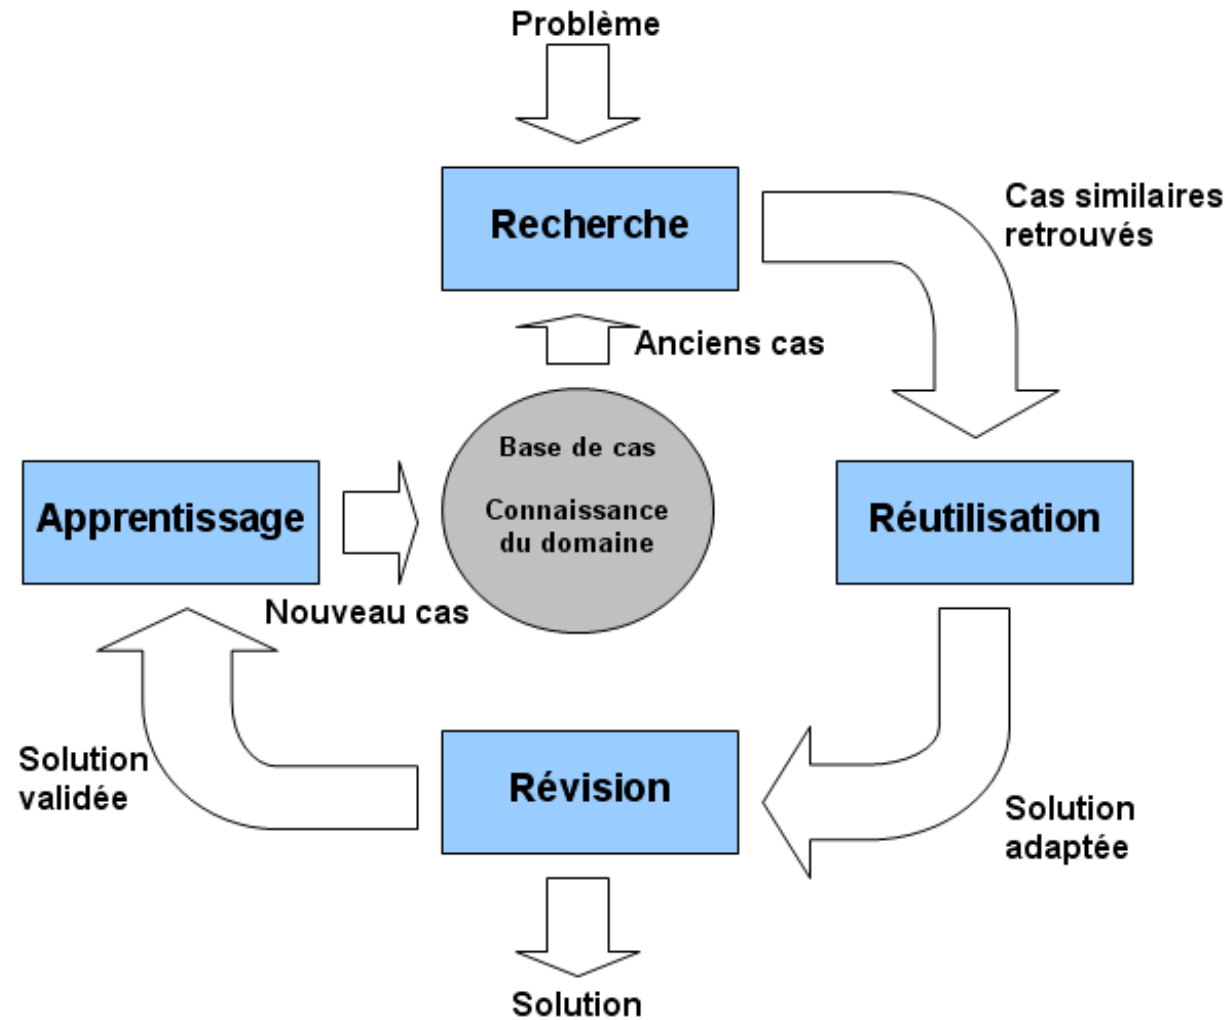 Problème
Recherche
Cas similaires
retrouvés
Anciens cas
Base de cas
Connaissance
du domaine
Apprentissage
Réutilisation
Nouveau cas
Solution
validée
Révision
Solution
adaptée
Solution